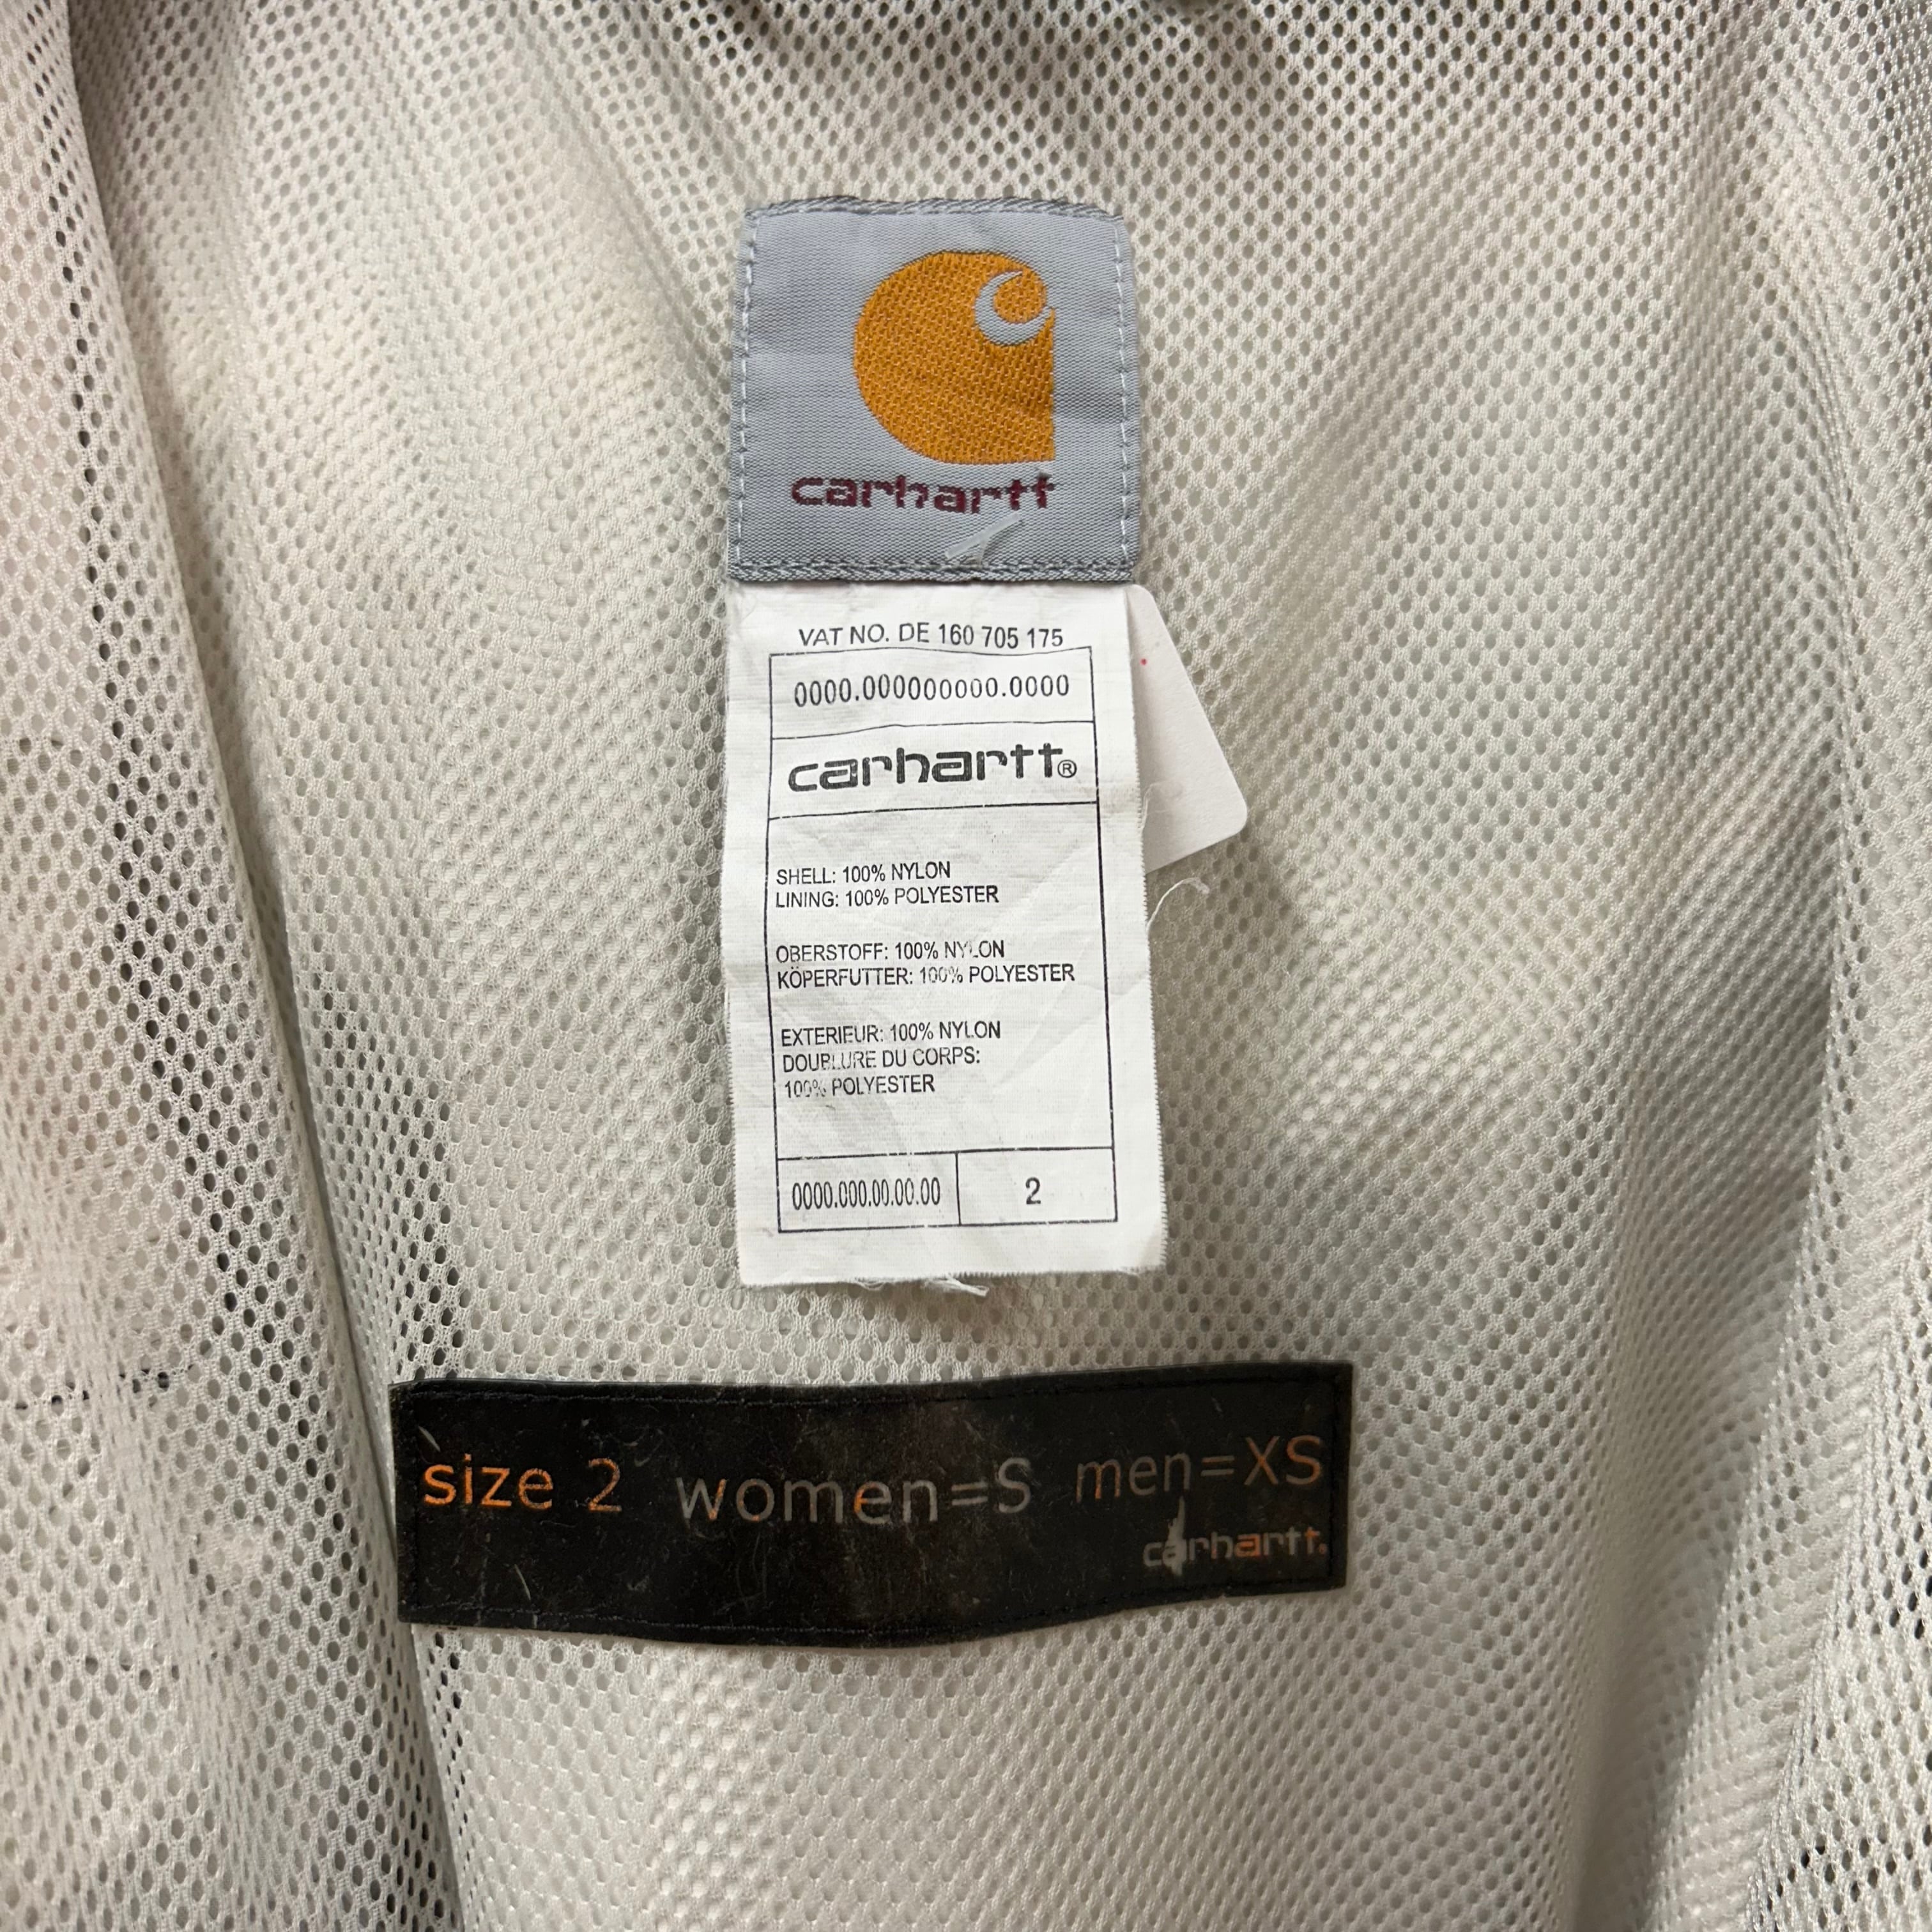 carhartt
VAT NO. DE 160 705 175
0000.000000000.0000
carhartt®
SHELL: 100% NYLON
LINING: 100% POLYESTER
OBERSTOFF: 100% NYLON
KÖPERFUTTER: 100% POLYESTER
EXTERIEUR: 100% NYLON
DOUBLURE DU CORPS:
100% POLYESTER
0000.000.00.00.00 2
size 2 women=S men=XS
carhartt.